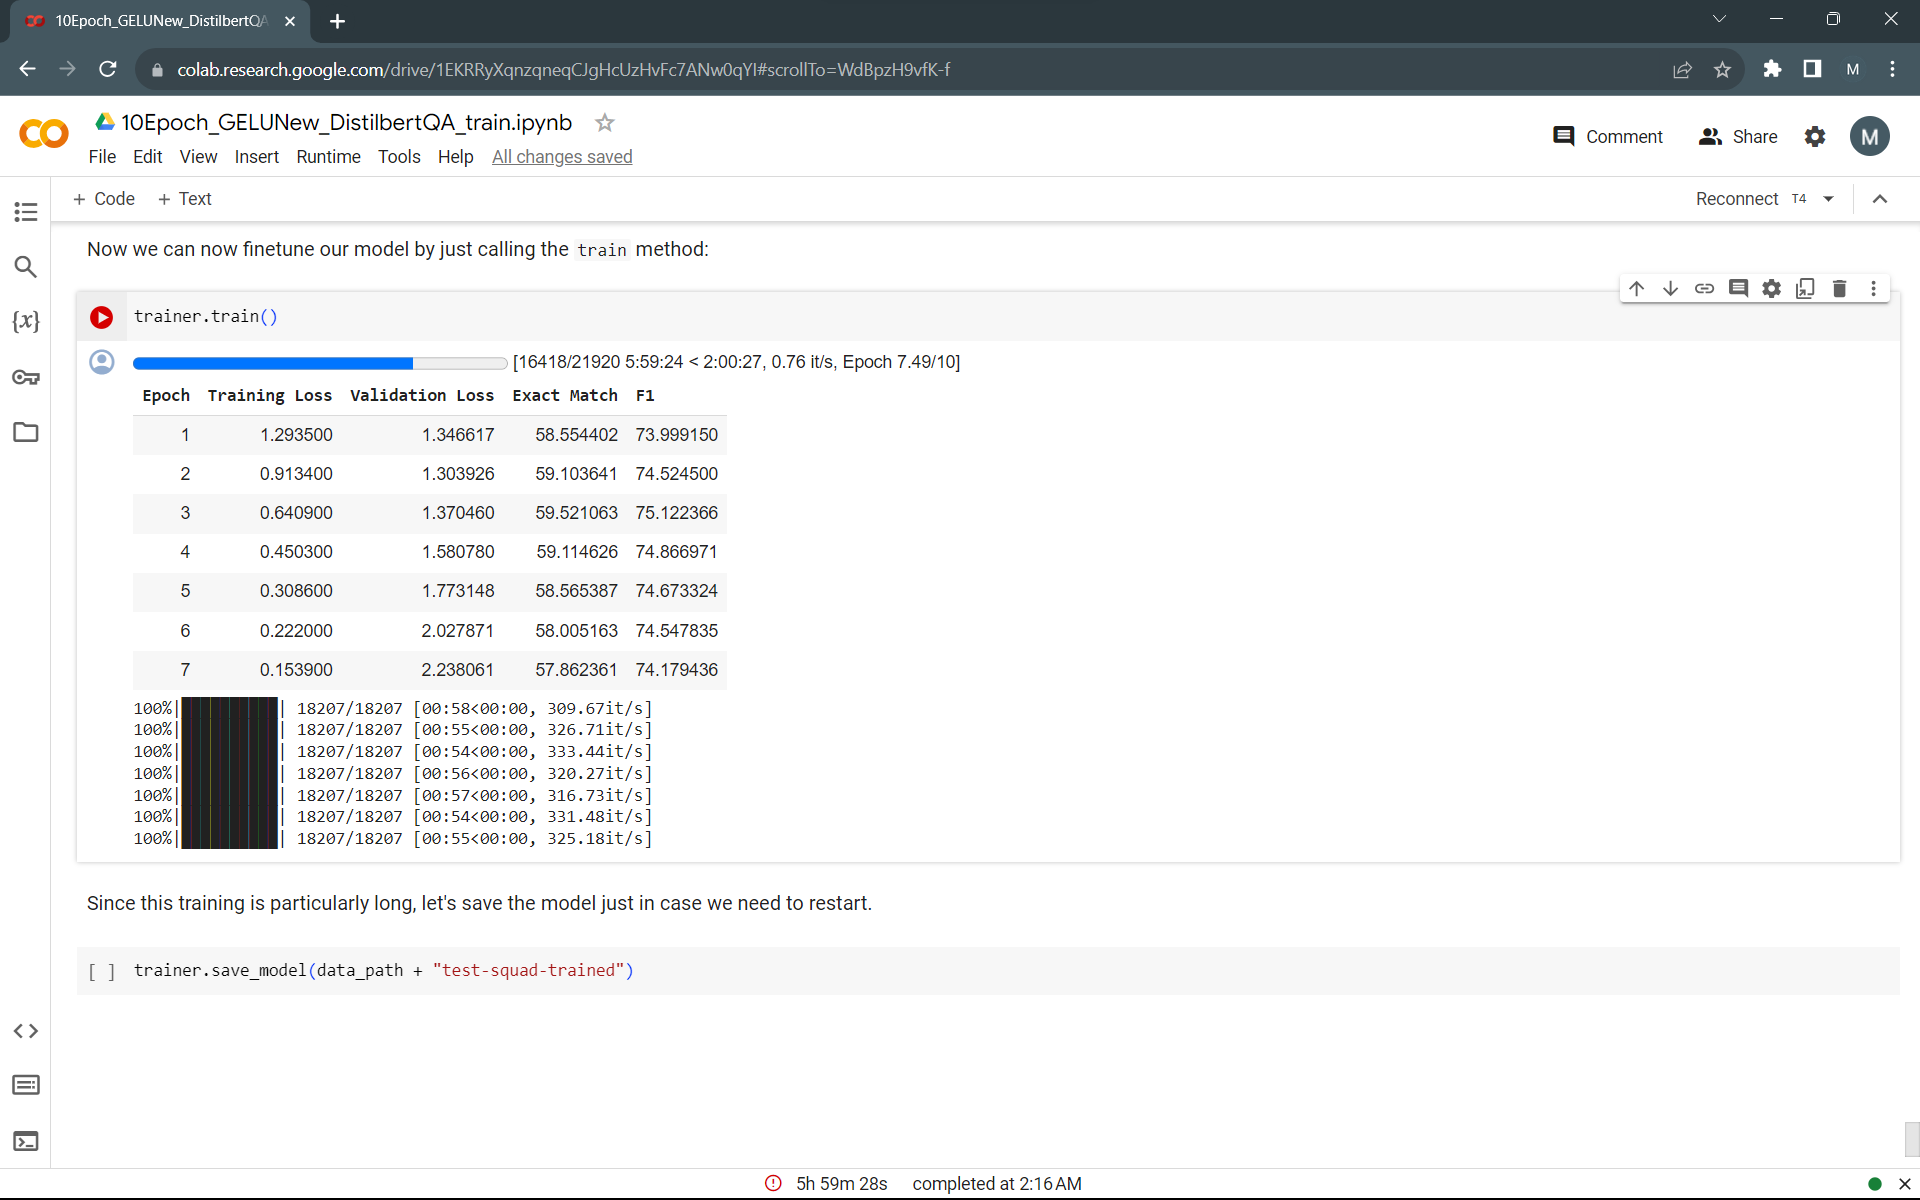 10Epoch_GELUNew_DistilbertQA
colab.research.google.com/drive/1EKRRyXqnzqneqCJgHcUzHvFc7ANw0qYl#scrollTo=WdBpzH9vfK-f
M
10Epoch_GELUNew_DistilbertQA_train.ipynb
Comment
Share
M
File Edit View Insert Runtime Tools Help All changes saved
+ Code + Text
Reconnect T4
Now we can now finetune our model by just calling the train method:
trainer.train()
[16418/21920 5:59:24 < 2:00:27, 0.76 it/s, Epoch 7.49/10]
Epoch Training Loss Validation Loss Exact Match F1
1 1.293500 1.346617 58.554402 73.999150
2 0.913400 1.303926 59.103641 74.524500
3 0.640900 1.370460 59.521063 75.122366
4 0.450300 1.580780 59.114626 74.866971
5 0.308600 1.773148 58.565387 74.673324
6 0.222000 2.027871 58.005163 74.547835
7 0.153900 2.238061 57.862361 74.179436
100%| | 18207/18207 [00:58<00:00, 309.67it/s]
100%| | 18207/18207 [00:55<00:00, 326.71it/s]
100%| | 18207/18207 [00:54<00:00, 333.44it/s]
100%| | 18207/18207 [00:56<00:00, 320.27it/s]
100%| | 18207/18207 [00:57<00:00, 316.73it/s]
100%| | 18207/18207 [00:54<00:00, 331.48it/s]
100%| | 18207/18207 [00:55<00:00, 325.18it/s]
Since this training is particularly long, let's save the model just in case we need to restart.
[ ] trainer.save_model(data_path + "test-squad-trained")
5h 59m 28s completed at 2:16 AM